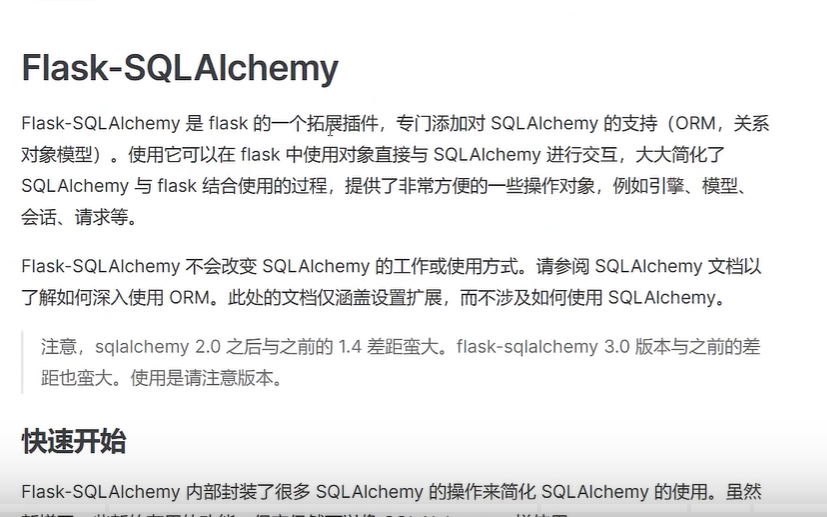 Flask-SQLAlchemy
Flask-SQLAlchemy 是 flask 的一个拓展插件，专门添加对 SQLAlchemy 的支持（ORM，关系
对象模型）。使用它可以在 flask 中使用对象直接与 SQLAlchemy 进行交互，大大简化了
SQLAlchemy 与 flask 结合使用的过程，提供了非常方便的一些操作对象，例如引擎、模型、
会话、请求等。
Flask-SQLAlchemy 不会改变 SQLAlchemy 的工作或使用方式。请参阅 SQLAlchemy 文档以
了解如何深入使用 ORM。此处的文档仅涵盖设置扩展，而不涉及如何使用 SQLAlchemy。
注意，sqlalchemy 2.0 之后与之前的 1.4 差距蛮大。flask-sqlalchemy 3.0 版本与之前的差
距也蛮大。使用是请注意版本。
快速开始
Flask-SQLAlchemy 内部封装了很多 SQLAlchemy 的操作来简化 SQLAlchemy 的使用。虽然